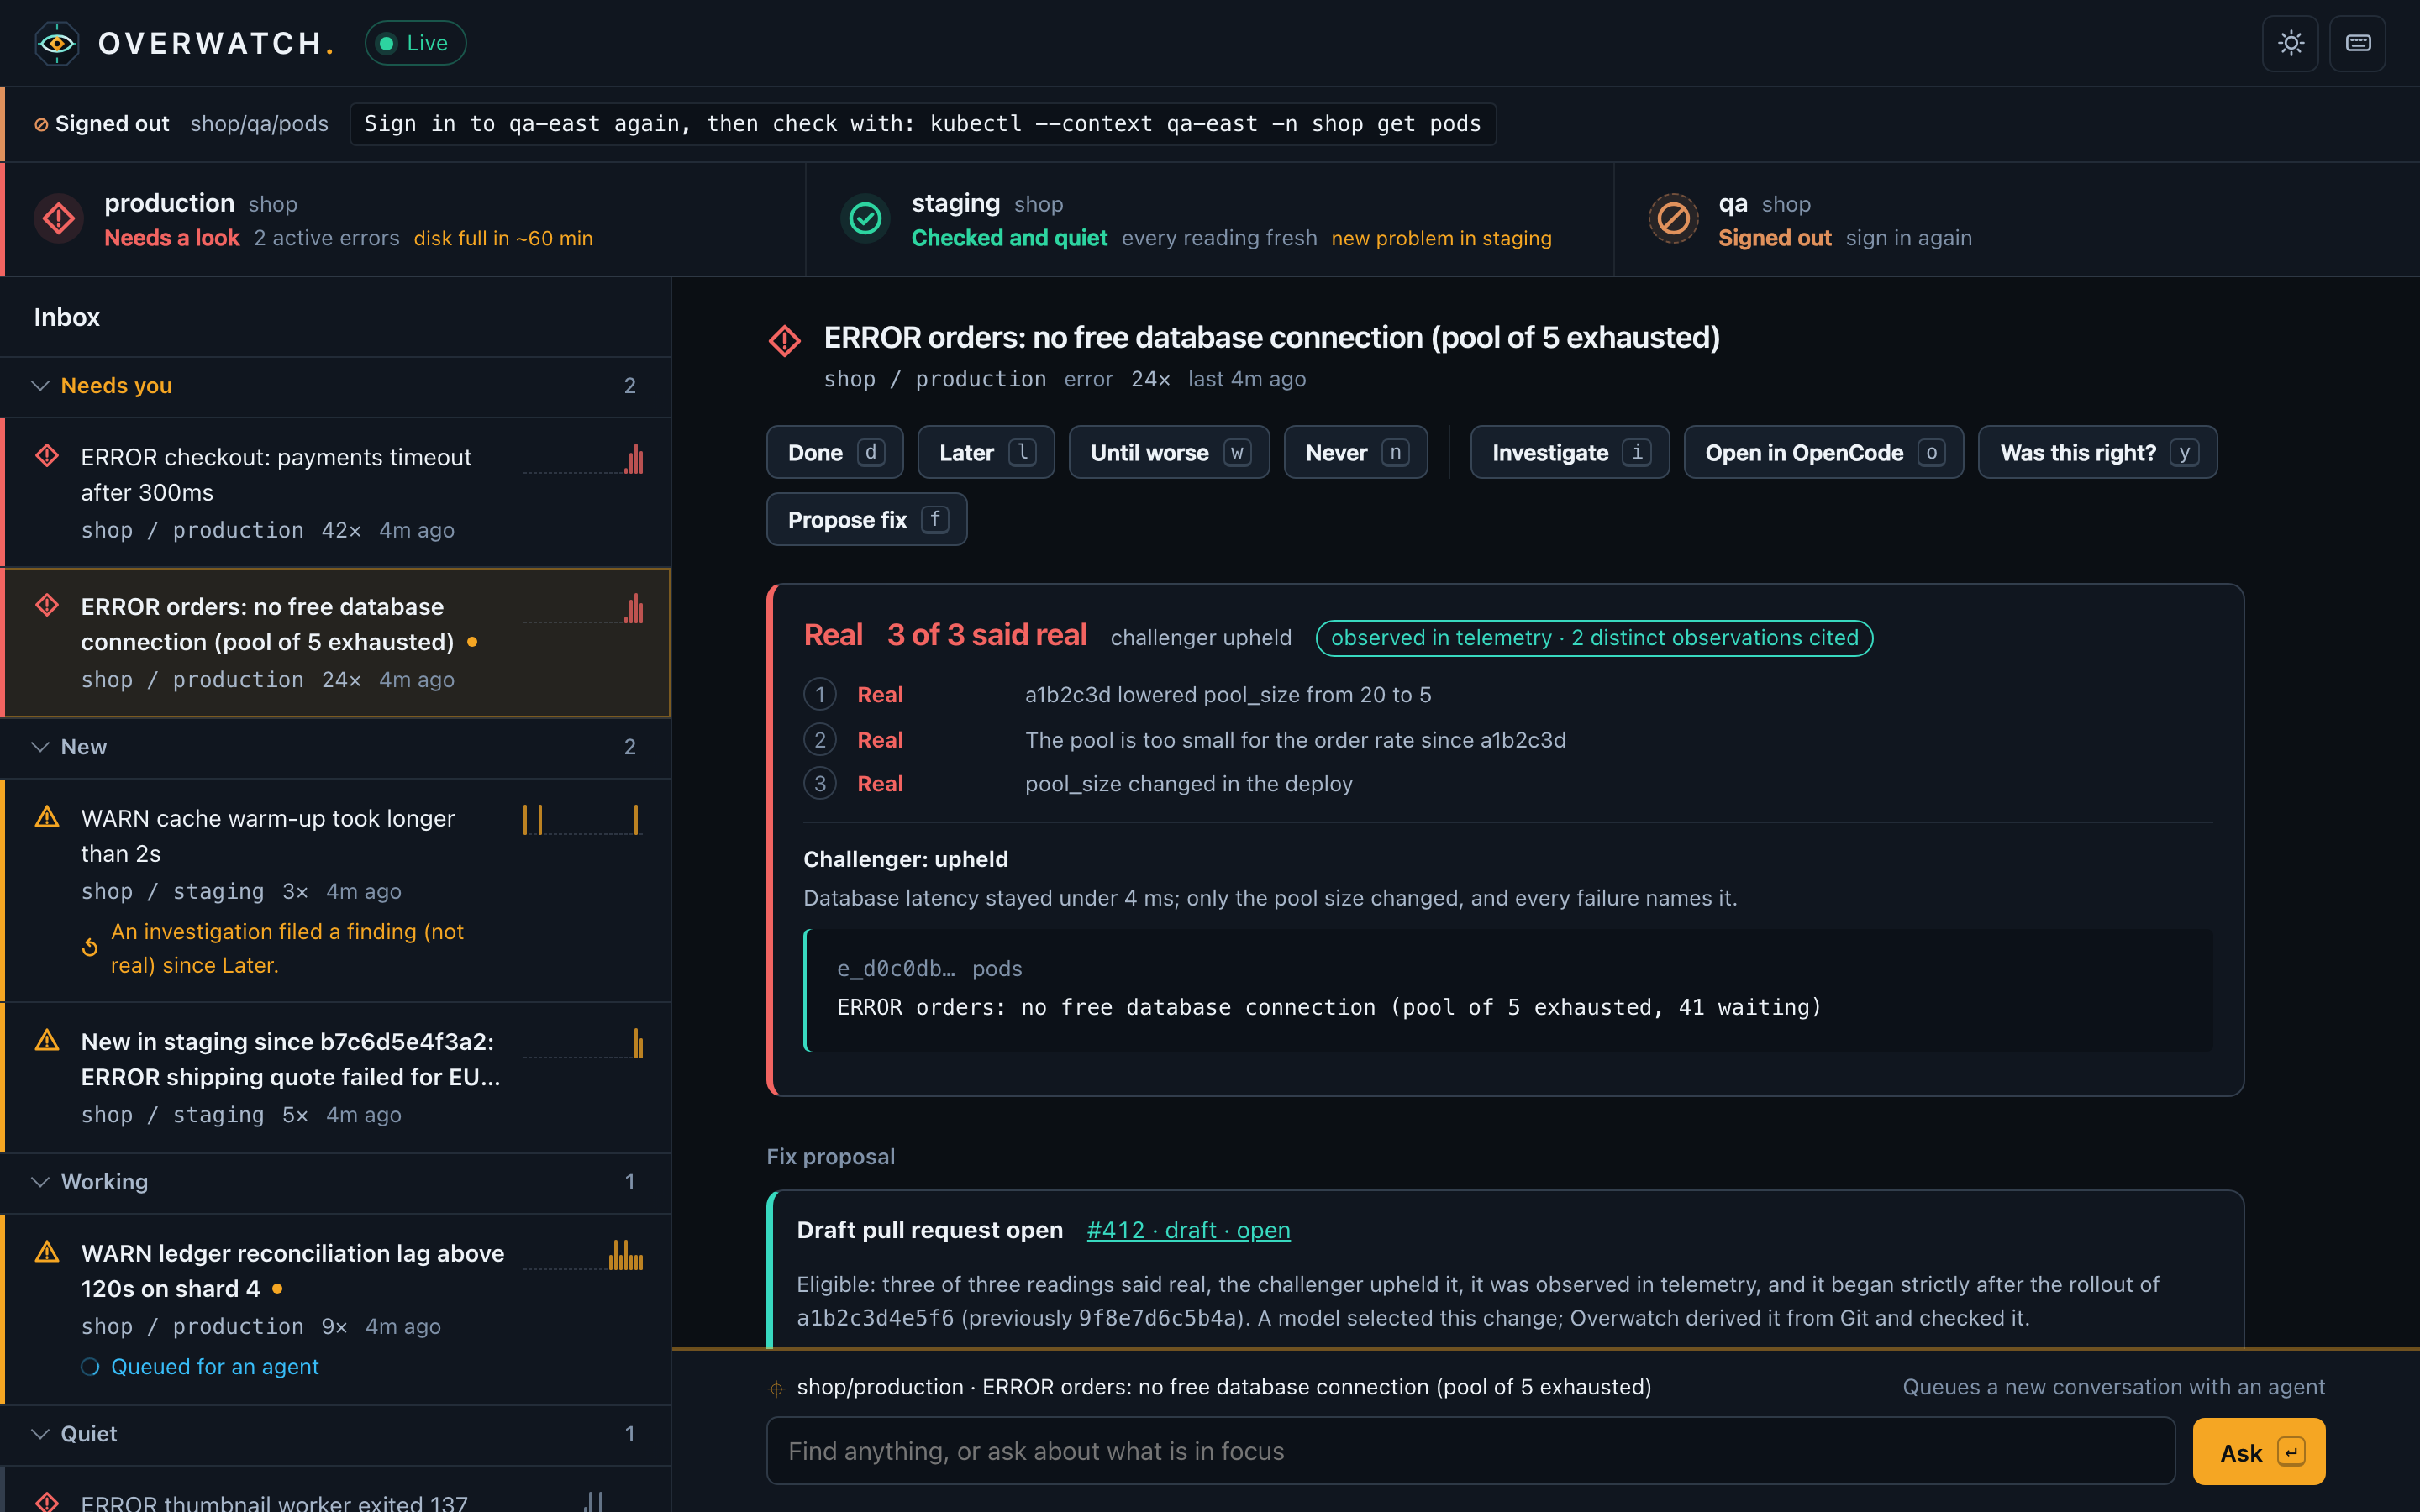 OVERWATCH.
Live
Signed out shop/qa/pods Sign in to qa-east again, then check with: kubectl --context qa-east -n shop get pods
production shop
Needs a look 2 active errors disk full in ~60 min
staging shop
Checked and quiet every reading fresh new problem in staging
qa shop
Signed out sign in again
Inbox
Needs you 2
ERROR checkout: payments timeout
after 300ms
shop / production 42× 4m ago
ERROR orders: no free database
connection (pool of 5 exhausted)
shop / production 24× 4m ago
New 2
WARN cache warm-up took longer
than 2s
shop / staging 3× 4m ago
An investigation filed a finding (not
real) since Later.
New in staging since b7c6d5e4f3a2:
ERROR shipping quote failed for EU...
shop / staging 5× 4m ago
Working 1
WARN ledger reconciliation lag above
120s on shard 4
shop / production 9× 4m ago
Queued for an agent
Quiet 1
ERROR thumbnail worker exited 137
ERROR orders: no free database connection (pool of 5 exhausted)
shop / production error 24× last 4m ago
Done d Later l Until worse w Never n Investigate i Open in OpenCode o Was this right? y
Propose fix f
Real 3 of 3 said real challenger upheld observed in telemetry · 2 distinct observations cited
1 Real a1b2c3d lowered pool_size from 20 to 5
2 Real The pool is too small for the order rate since a1b2c3d
3 Real pool_size changed in the deploy
Challenger: upheld
Database latency stayed under 4 ms; only the pool size changed, and every failure names it.
e_d0c0db… pods
ERROR orders: no free database connection (pool of 5 exhausted, 41 waiting)
Fix proposal
Draft pull request open #412 · draft · open
Eligible: three of three readings said real, the challenger upheld it, it was observed in telemetry, and it began strictly after the rollout of
a1b2c3d4e5f6 (previously 9f8e7d6c5b4a). A model selected this change; Overwatch derived it from Git and checked it.
shop/production · ERROR orders: no free database connection (pool of 5 exhausted) Queues a new conversation with an agent
Find anything, or ask about what is in focus
Ask ↵